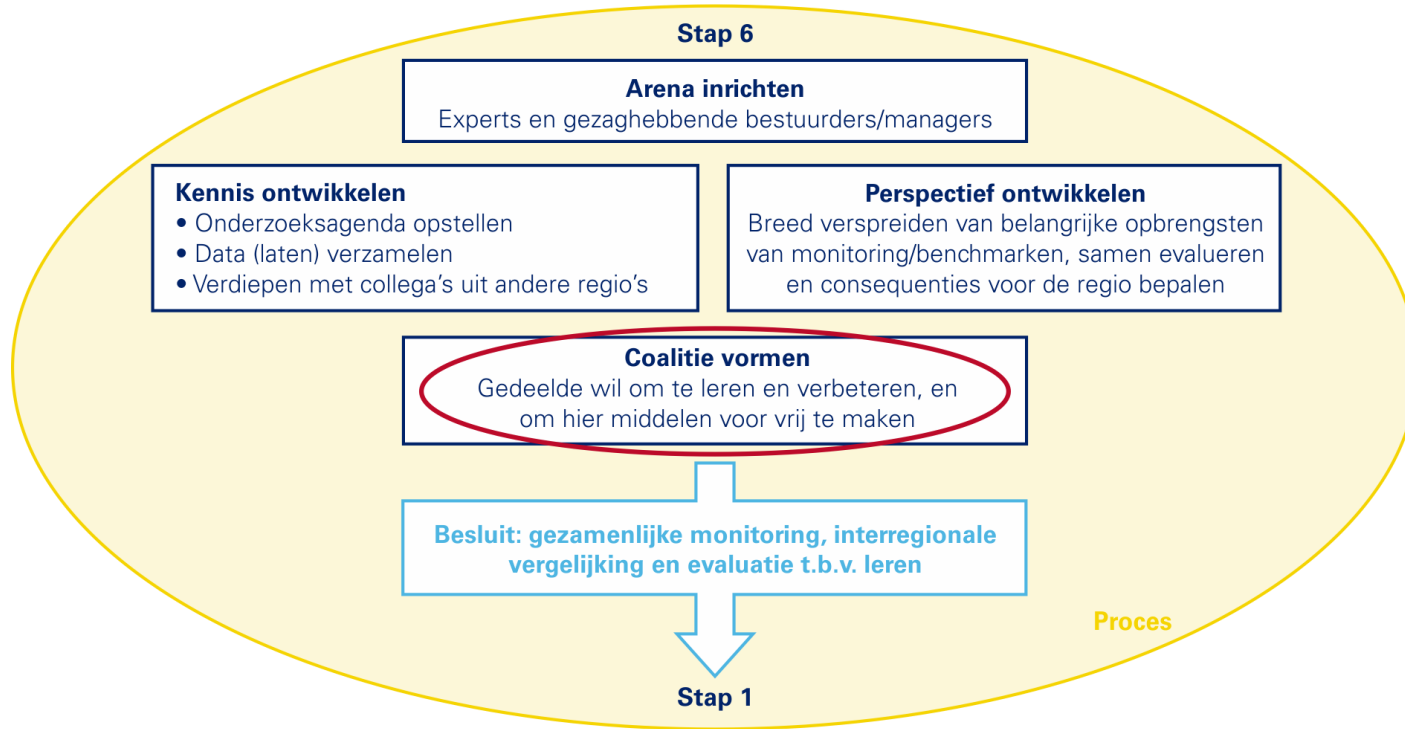 Stap 6
Arena inrichten
Experts en gezaghebbende bestuurders/managers
Kennis ontwikkelen
• Onderzoeksagenda opstellen
• Data (laten) verzamelen
• Verdiepen met collega’s uit andere regio’s
Perspectief ontwikkelen
Breed verspreiden van belangrijke opbrengsten
van monitoring/benchmarken, samen evalueren
en consequenties voor de regio bepalen
Coalitie vormen
Gedeelde wil om te leren en verbeteren, en
om hier middelen voor vrij te maken
Besluit: gezamenlijke monitoring, interregionale
vergelijking en evaluatie t.b.v. leren
Proces
Stap 1